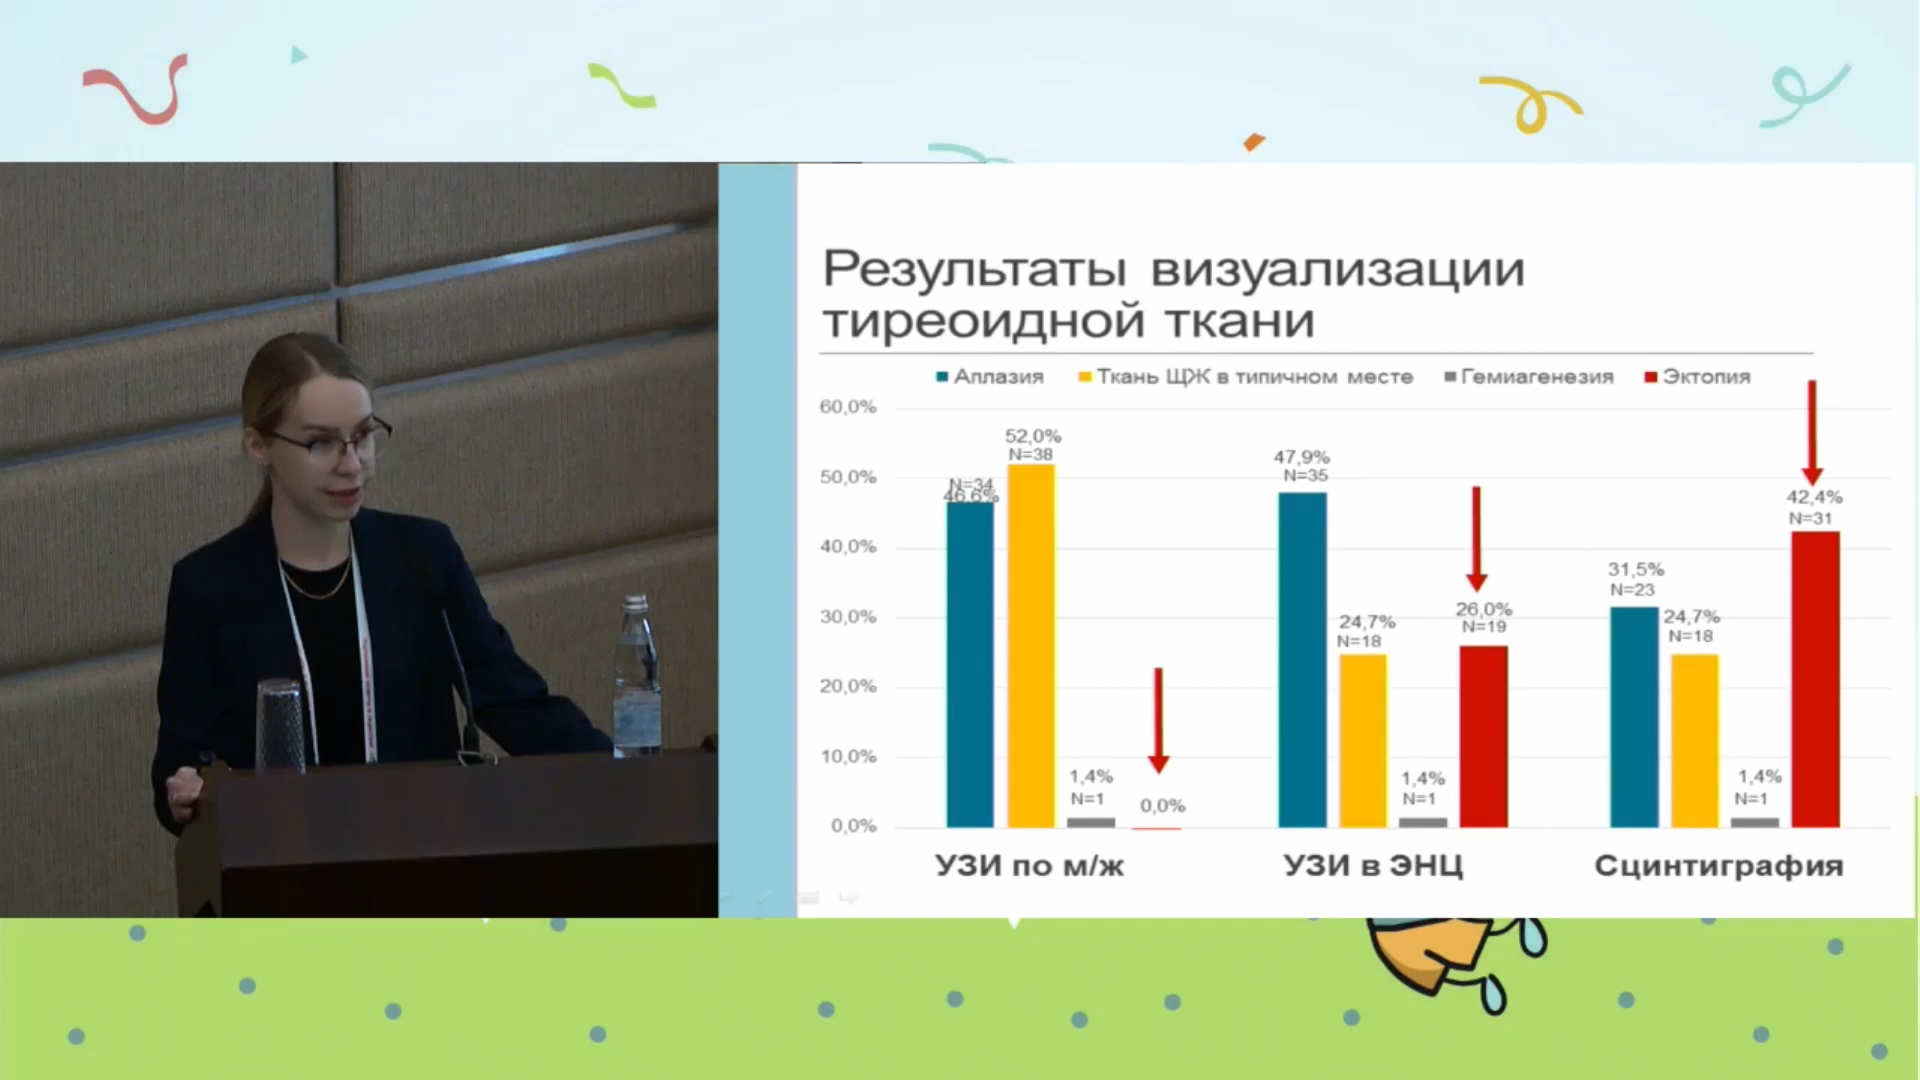 Результаты визуализации
тиреоидной ткани
Аплазия Ткань ЩЖ в типичном месте Гемиагенезия Эктопия
60,0%
50,0%
40,0%
30,0%
20,0%
10,0%
0,0%
N=34
46,6%
52,0%
N=38
1,4%
N=1
0,0%
47,9%
N=35
24,7%
N=18
1,4%
N=1
26,0%
N=19
31,5%
N=23
24,7%
N=18
1,4%
N=1
42,4%
N=31
УЗИ по м/ж УЗИ в ЭНЦ Сцинтиграфия